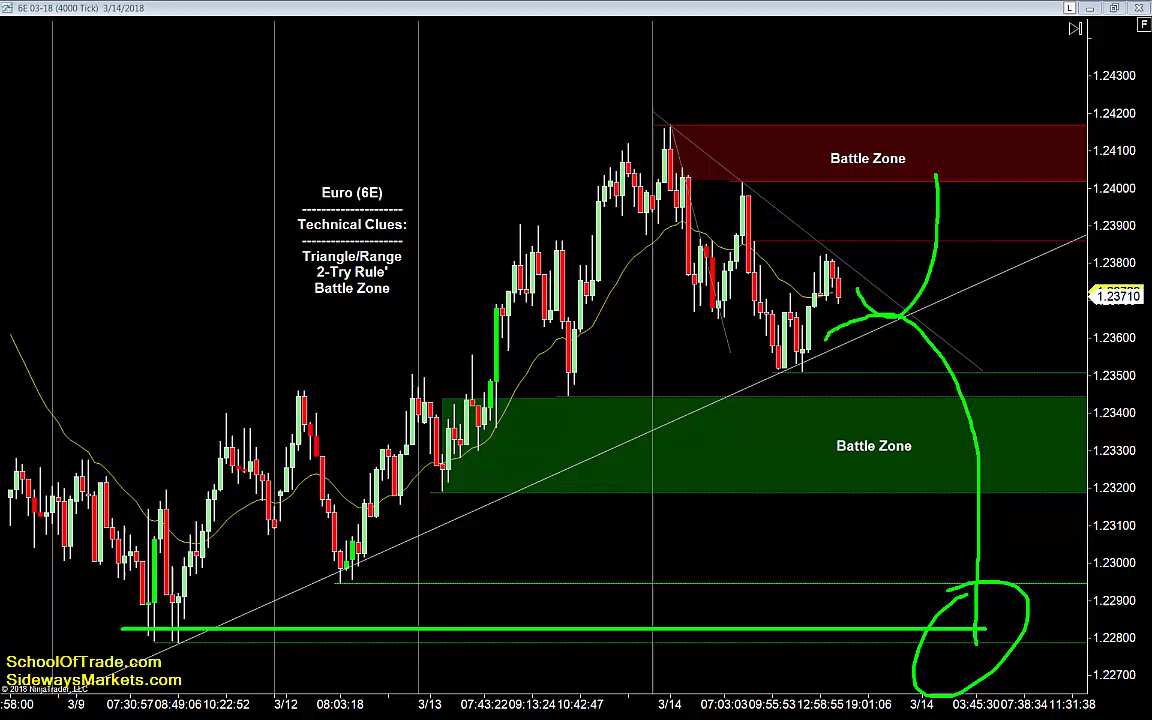 6E 03-18 (4000 Tick) 3/14/2018
L
F
1.24300
1.24200
1.24100
1.24000
1.23900
1.23800
1.23710
1.23600
1.23500
1.23400
1.23300
1.23200
1.23100
1.23000
1.22900
1.22800
1.22700
Battle Zone
Euro (6E)
---------------------
Technical Clues:
---------------------
Triangle/Range
2-Try Rule'
Battle Zone
Battle Zone
SchoolOfTrade.com
SidewaysMarkets.com
© 2018 NinjaTrader, LLC
:58:00 3/9 07:30:57 08:49:06 10:22:52 3/12 08:03:18 3/13 07:43:22 09:13:24 10:42:47 3/14 07:03:03 09:55:53 12:58:55 19:01:06 3/14 03:45:30 07:38:34 11:31:38